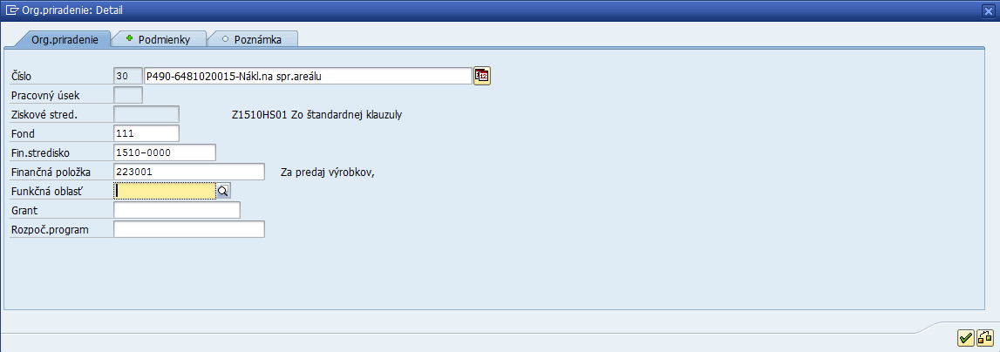 Org.priradenie: Detail
Org.priradenie Podmienky Poznámka
Číslo 30 P490-6481020015-Nákl.na spr.areálu
Pracovný úsek
Ziskové stred. Z1510HS01 Zo štandardnej klauzuly
Fond 111
Fin.stredisko 1510-0000
Finančná položka 223001 Za predaj výrobkov,
Funkčná oblasť
Grant
Rozpoč.program